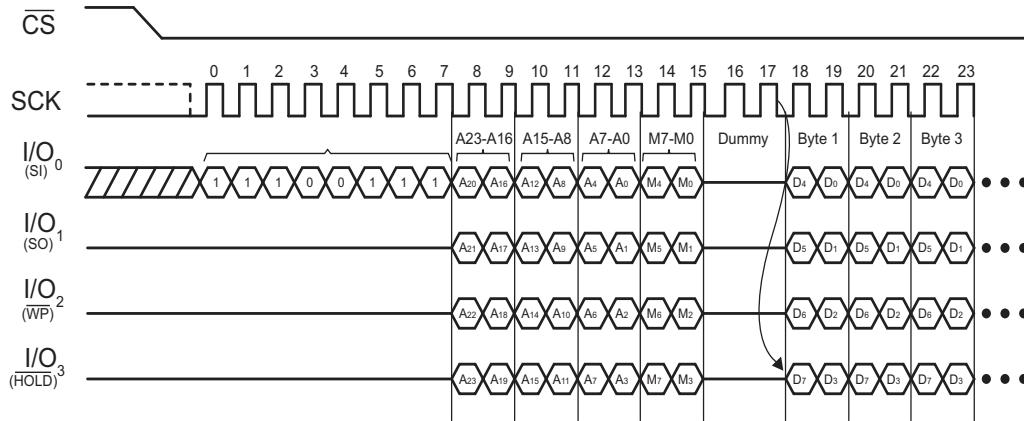 CS
0 1 2 3 4 5 6 7 8 9 10 11 12 13 14 15 16 17 18 19 20 21 22 23
SCK
A23-A16 A15-A8 A7-A0 M7-M0 Dummy Byte 1 Byte 2 Byte 3
I/O0
(SI)
1 1 1 0 0 1 1 1 A20 A16 A12 A8 A4 A0 M4 M0 D4 D0 D4 D0 D4 D0
I/O1
(SO)
A21 A17 A13 A9 A5 A1 M5 M1 D5 D1 D5 D1 D5 D1
I/O2
(WP)
A22 A18 A14 A10 A6 A2 M6 M2 D6 D2 D6 D2 D6 D2
I/O3
(HOLD)
A23 A19 A15 A11 A7 A3 M7 M3 D7 D3 D7 D3 D7 D3